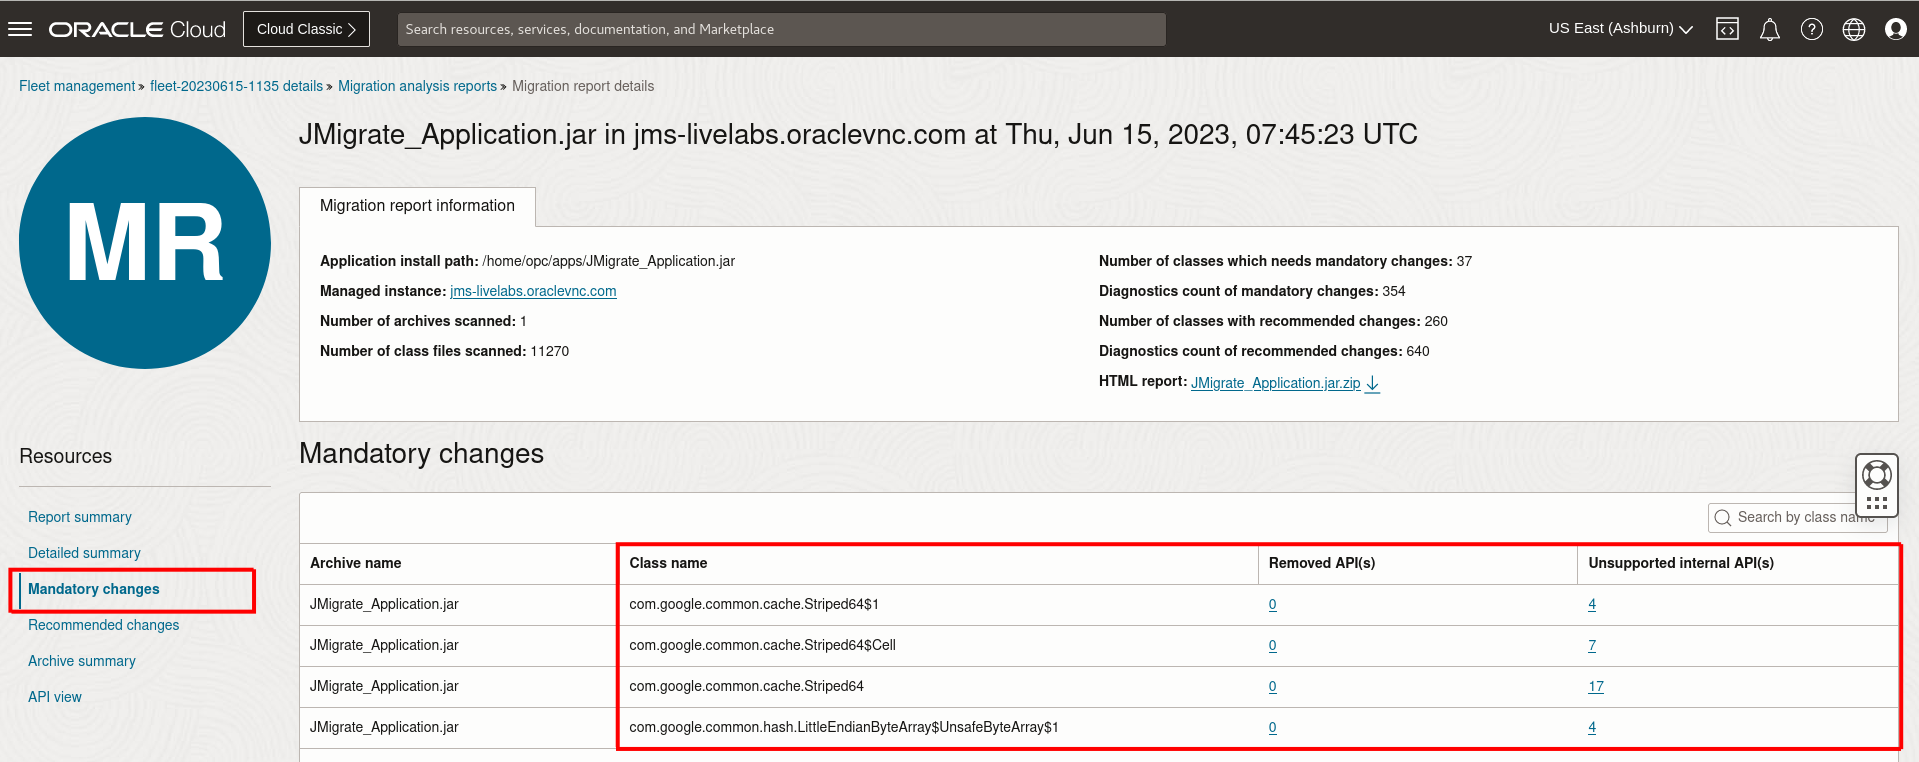 ORACLE Cloud
Cloud Classic
Search resources, services, documentation, and Marketplace
US East (Ashburn)
Fleet management » fleet-20230615-1135 details » Migration analysis reports » Migration report details
MR
JMigrate_Application.jar in jms-livelabs.oraclevnc.com at Thu, Jun 15, 2023, 07:45:23 UTC
Migration report information
Application install path: /home/opc/apps/JMigrate_Application.jar
Managed instance: jms-livelabs.oraclevnc.com
Number of archives scanned: 1
Number of class files scanned: 11270
Number of classes which needs mandatory changes: 37
Diagnostics count of mandatory changes: 354
Number of classes with recommended changes: 260
Diagnostics count of recommended changes: 640
HTML report: JMigrate_Application.jar.zip
Resources
Report summary
Detailed summary
Mandatory changes
Recommended changes
Archive summary
API view
Mandatory changes
Search by class name
Archive name Class name Removed API(s) Unsupported internal API(s)
JMigrate_Application.jar com.google.common.cache.Striped64$1 0 4
JMigrate_Application.jar com.google.common.cache.Striped64$Cell 0 7
JMigrate_Application.jar com.google.common.cache.Striped64 0 17
JMigrate_Application.jar com.google.common.hash.LittleEndianByteArray$UnsafeByteArray$1 0 4